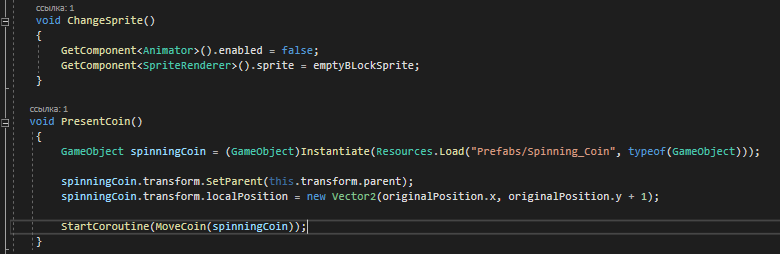 ссылка: 1
void ChangeSprite()
{
GetComponent<Animator>().enabled = false;
GetComponent<SpriteRenderer>().sprite = emptyBLockSprite;
}
ссылка: 1
void PresentCoin()
{
GameObject spinningCoin = (GameObject)Instantiate(Resources.Load("Prefabs/Spinning_Coin", typeof(GameObject)));
spinningCoin.transform.SetParent(this.transform.parent);
spinningCoin.transform.localPosition = new Vector2(originalPosition.x, originalPosition.y + 1);
StartCoroutine(MoveCoin(spinningCoin));
}